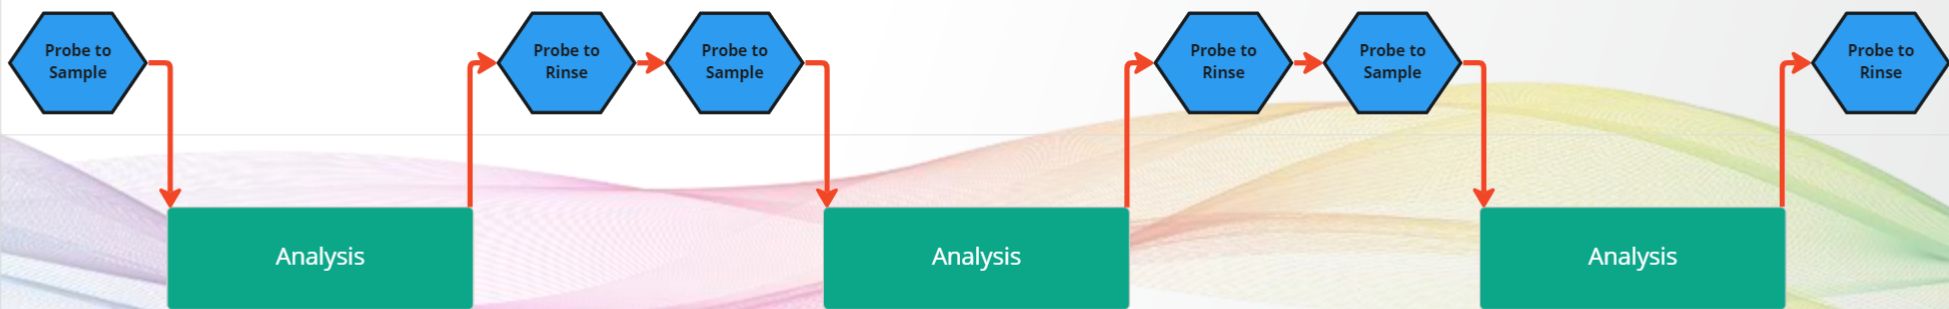 Probe to
Sample
Probe to
Rinse
Probe to
Sample
Probe to
Rinse
Probe to
Sample
Probe to
Rinse
Analysis
Analysis
Analysis